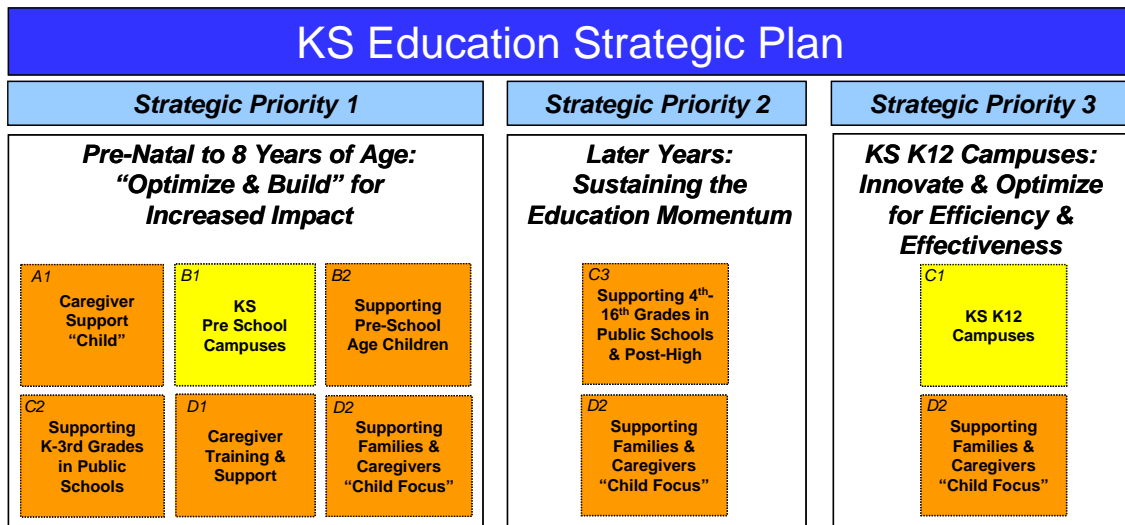 KS Education Strategic Plan
Strategic Priority 1
Pre-Natal to 8 Years of Age:
“Optimize & Build” for
Increased Impact
A1
Caregiver
Support
“Child”
B1
KS
Pre School
Campuses
B2
Supporting
Pre-School
Age Children
C2
Supporting
K-3rd Grades
in Public
Schools
D1
Caregiver
Training &
Support
D2
Supporting
Families &
Caregivers
“Child Focus”
Strategic Priority 2
Later Years:
Sustaining the
Education Momentum
C3
Supporting 4th-
16th Grades in
Public Schools
& Post-High
D2
Supporting
Families &
Caregivers
“Child Focus”
Strategic Priority 3
KS K12 Campuses:
Innovate & Optimize
for Efficiency &
Effectiveness
C1
KS K12
Campuses
D2
Supporting
Families &
Caregivers
“Child Focus”